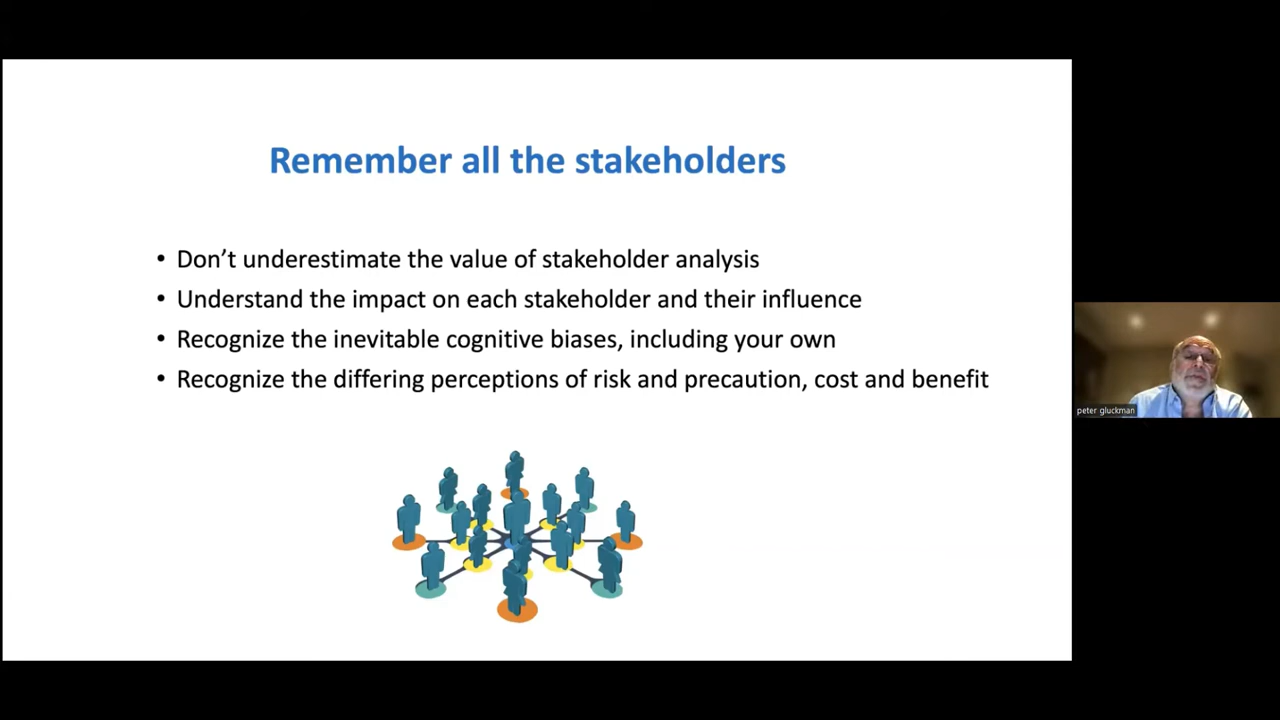 Remember all the stakeholders
• Don’t underestimate the value of stakeholder analysis
• Understand the impact on each stakeholder and their influence
• Recognize the inevitable cognitive biases, including your own
• Recognize the differing perceptions of risk and precaution, cost and benefit
peter gluckman